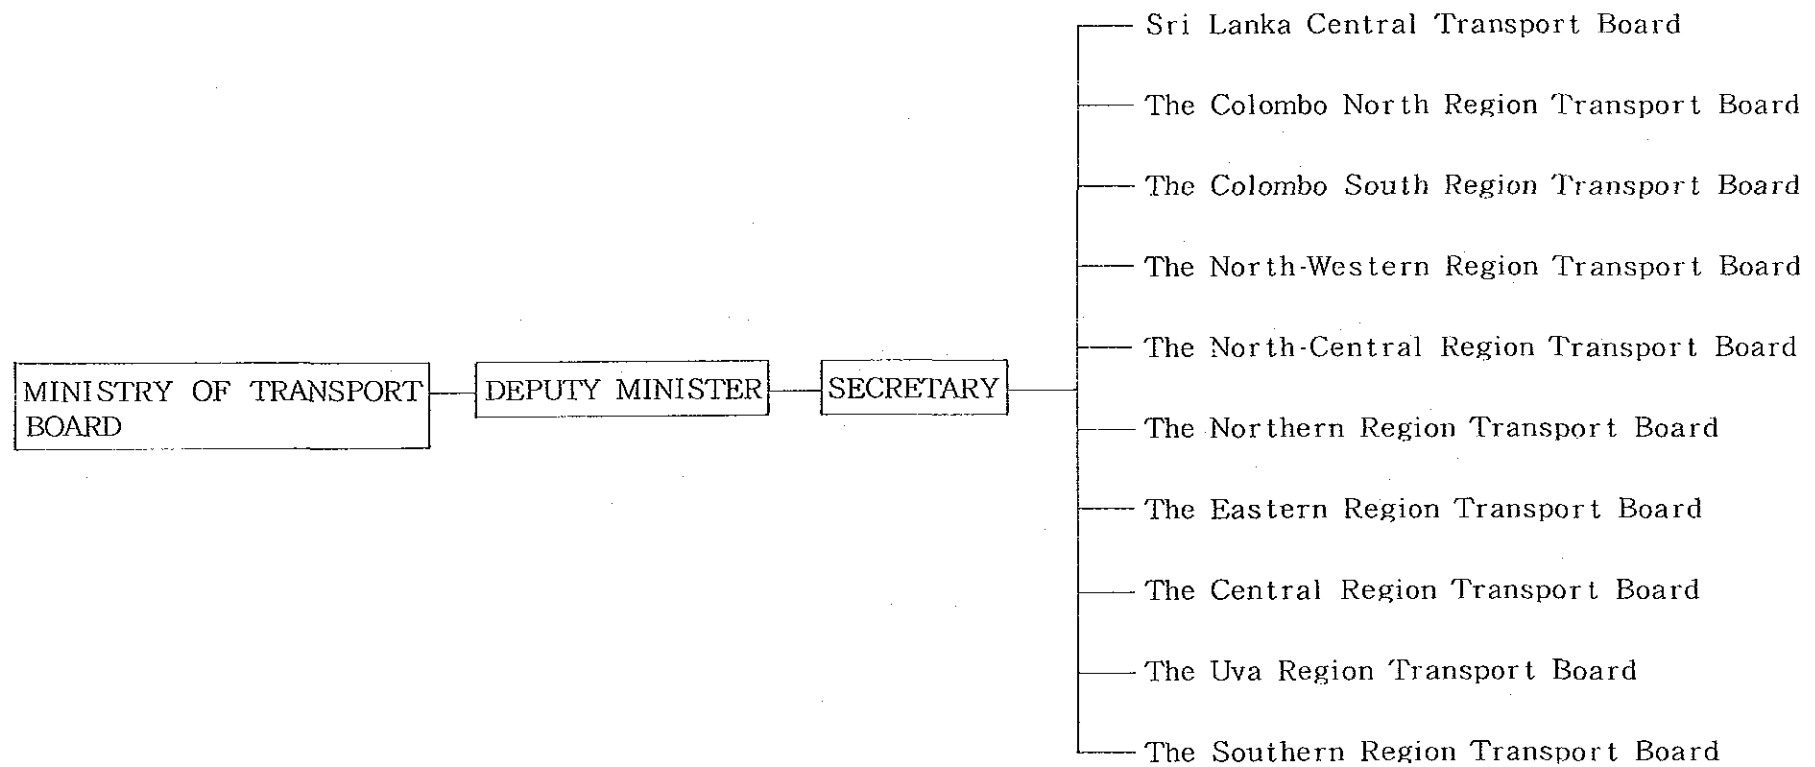 Sri Lanka Central Transport Board
The Colombo North Region Transport Board
The Colombo South Region Transport Board
The North-Western Region Transport Board
The North-Central Region Transport Board
MINISTRY OF TRANSPORT
BOARD
DEPUTY MINISTER
SECRETARY
The Northern Region Transport Board
The Eastern Region Transport Board
The Central Region Transport Board
The Uva Region Transport Board
The Southern Region Transport Board